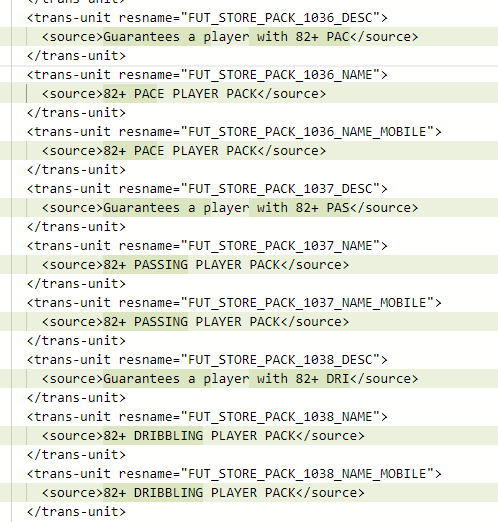 </trans-unit>
<trans-unit resname="FUT_STORE_PACK_1036_DESC">
<source>Guarantees a player with 82+ PAC</source>
</trans-unit>
<trans-unit resname="FUT_STORE_PACK_1036_NAME">
<source>82+ PACE PLAYER PACK</source>
</trans-unit>
<trans-unit resname="FUT_STORE_PACK_1036_NAME_MOBILE">
<source>82+ PACE PLAYER PACK</source>
</trans-unit>
<trans-unit resname="FUT_STORE_PACK_1037_DESC">
<source>Guarantees a player with 82+ PAS</source>
</trans-unit>
<trans-unit resname="FUT_STORE_PACK_1037_NAME">
<source>82+ PASSING PLAYER PACK</source>
</trans-unit>
<trans-unit resname="FUT_STORE_PACK_1037_NAME_MOBILE">
<source>82+ PASSING PLAYER PACK</source>
</trans-unit>
<trans-unit resname="FUT_STORE_PACK_1038_DESC">
<source>Guarantees a player with 82+ DRI</source>
</trans-unit>
<trans-unit resname="FUT_STORE_PACK_1038_NAME">
<source>82+ DRIBBLING PLAYER PACK</source>
</trans-unit>
<trans-unit resname="FUT_STORE_PACK_1038_NAME_MOBILE">
<source>82+ DRIBBLING PLAYER PACK</source>
</trans-unit>